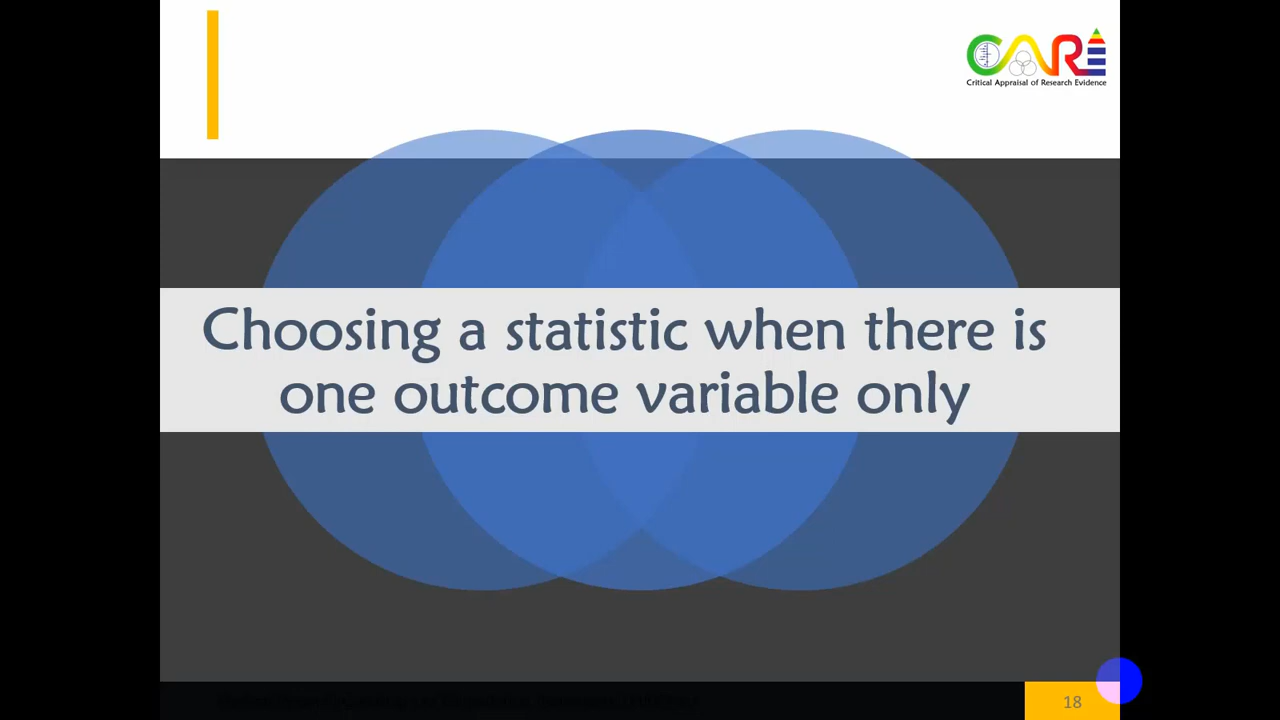 CARE
Critical Appraisal of Research Evidence
Choosing a statistic when there is
one outcome variable only
18